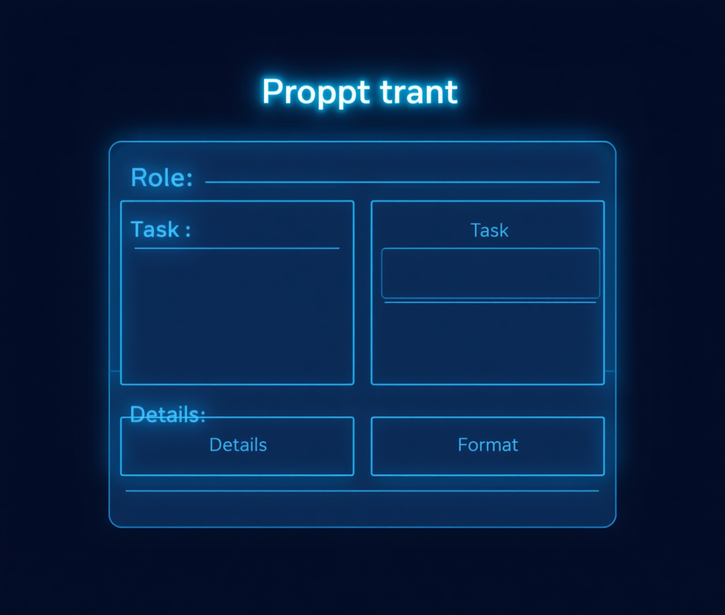 Proppt trant
Role:
Task :
Task
Details:
Details
Format